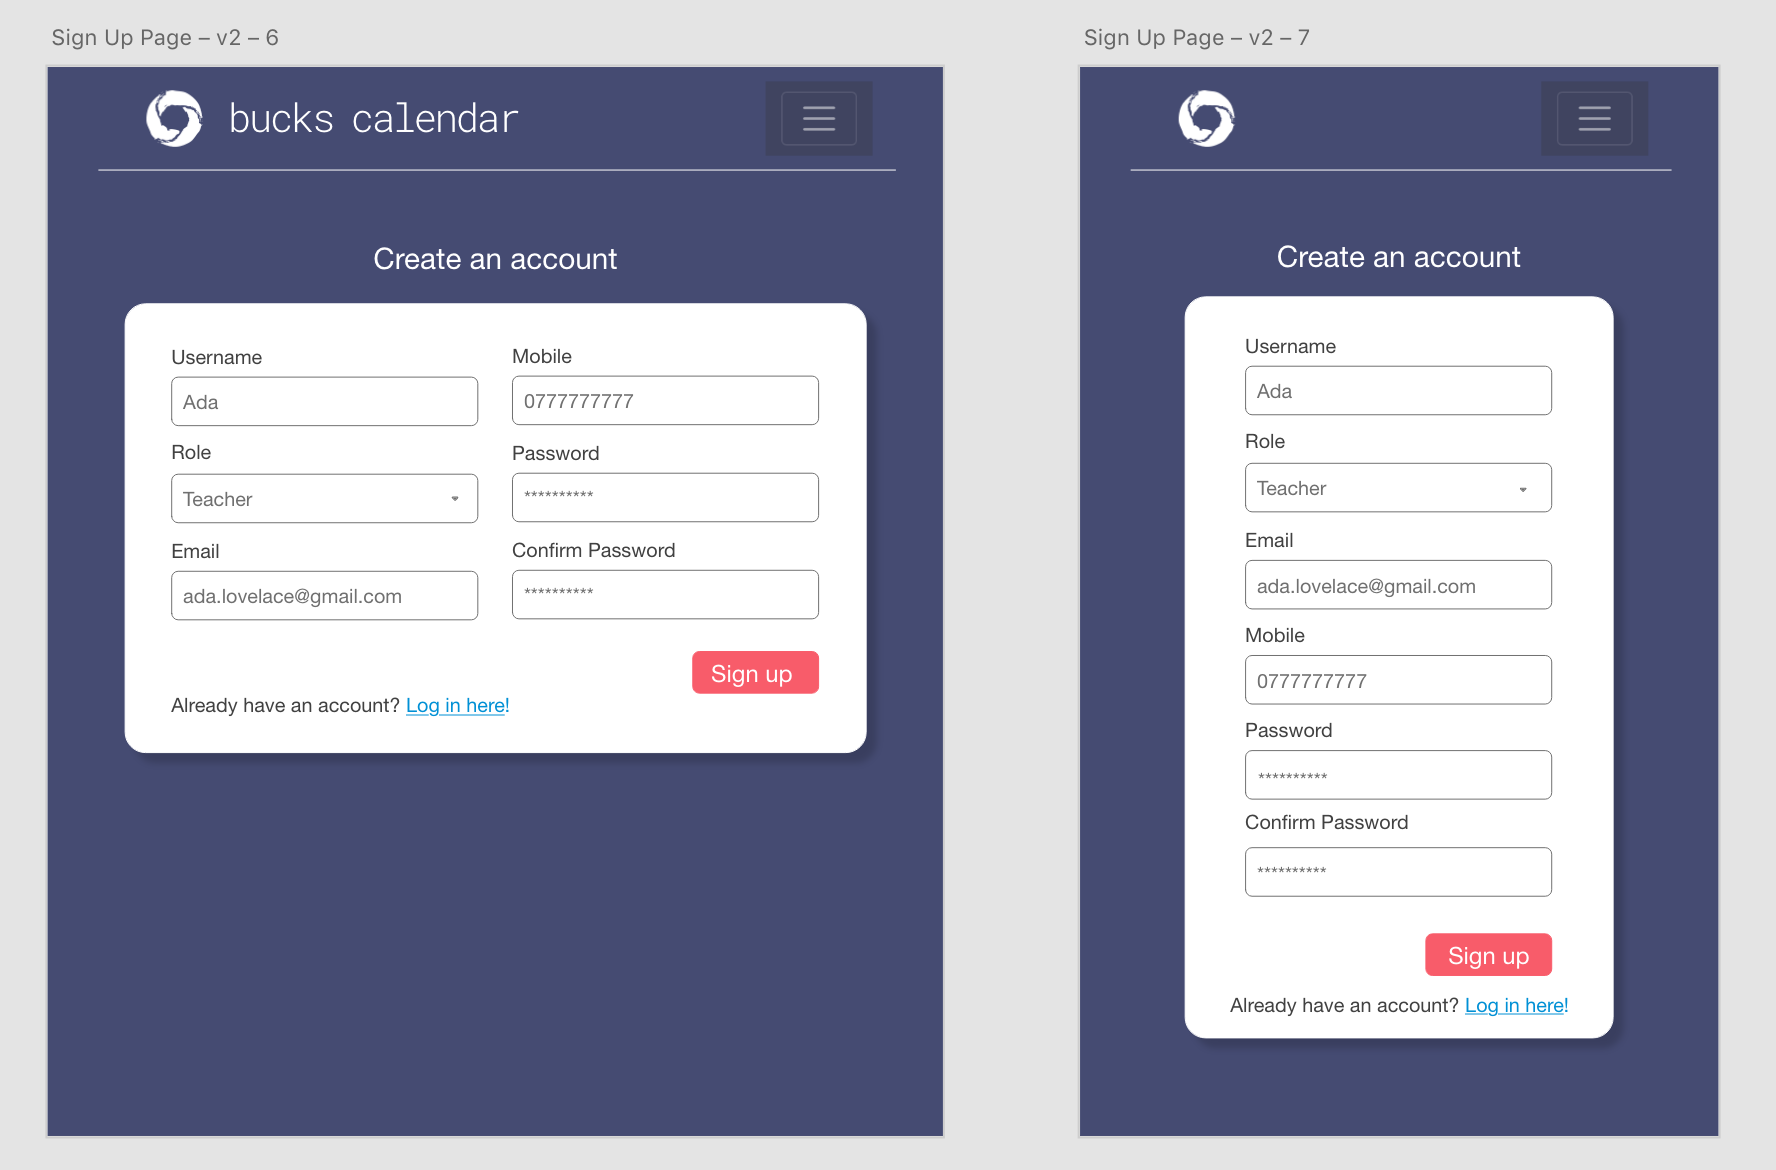 Sign Up Page – v2 – 6
bucks calendar
Create an account
Username
Ada
Role
Teacher
Email
ada.lovelace@gmail.com
Mobile
0777777777
Password
**********
Confirm Password
**********
Sign up
Already have an account? Log in here!
Sign Up Page – v2 – 7
Create an account
Username
Ada
Role
Teacher
Email
ada.lovelace@gmail.com
Mobile
0777777777
Password
**********
Confirm Password
**********
Sign up
Already have an account? Log in here!